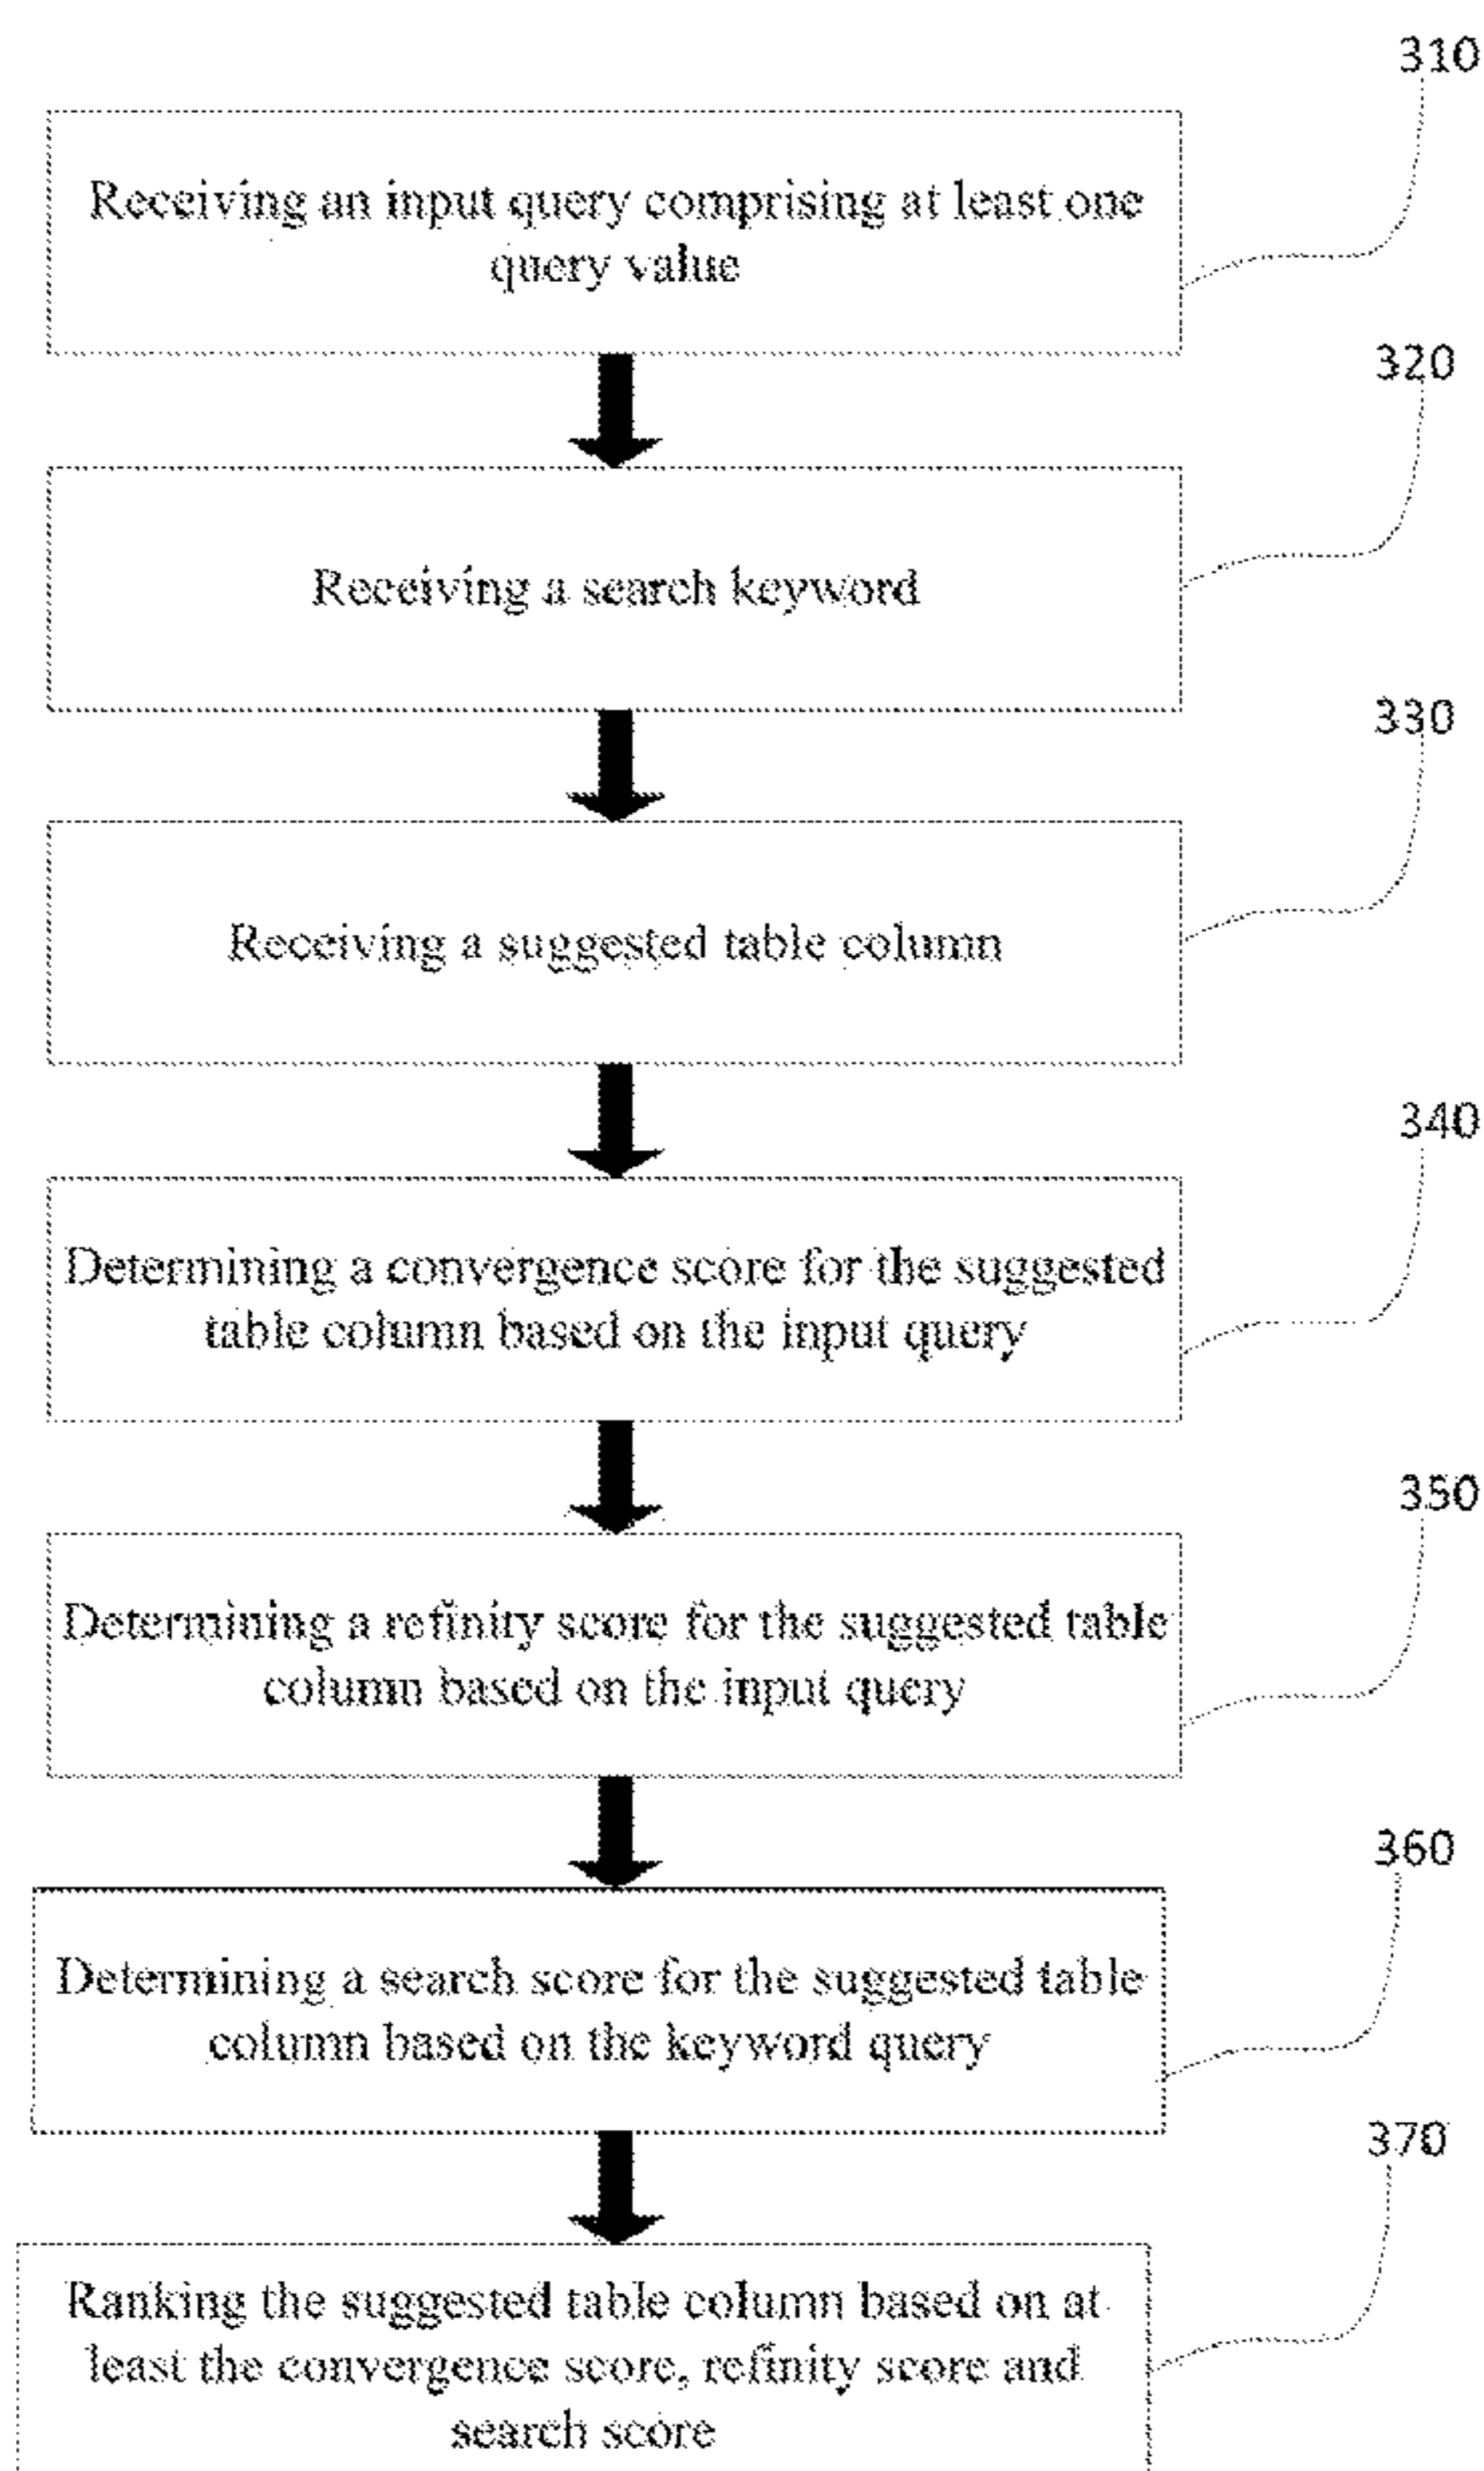 310
Receiving an input query comprising at least one
query value
320
Receiving a search keyword
330
Receiving a suggested table column
340
Determining a convergence score for the suggested
table column based on the input query
350
Determining a refinity score for the suggested table
column based on the input query
360
Determining a search score for the suggested table
column based on the keyword query
370
Ranking the suggested table column based on at
least the convergence score, refinity score and
search score